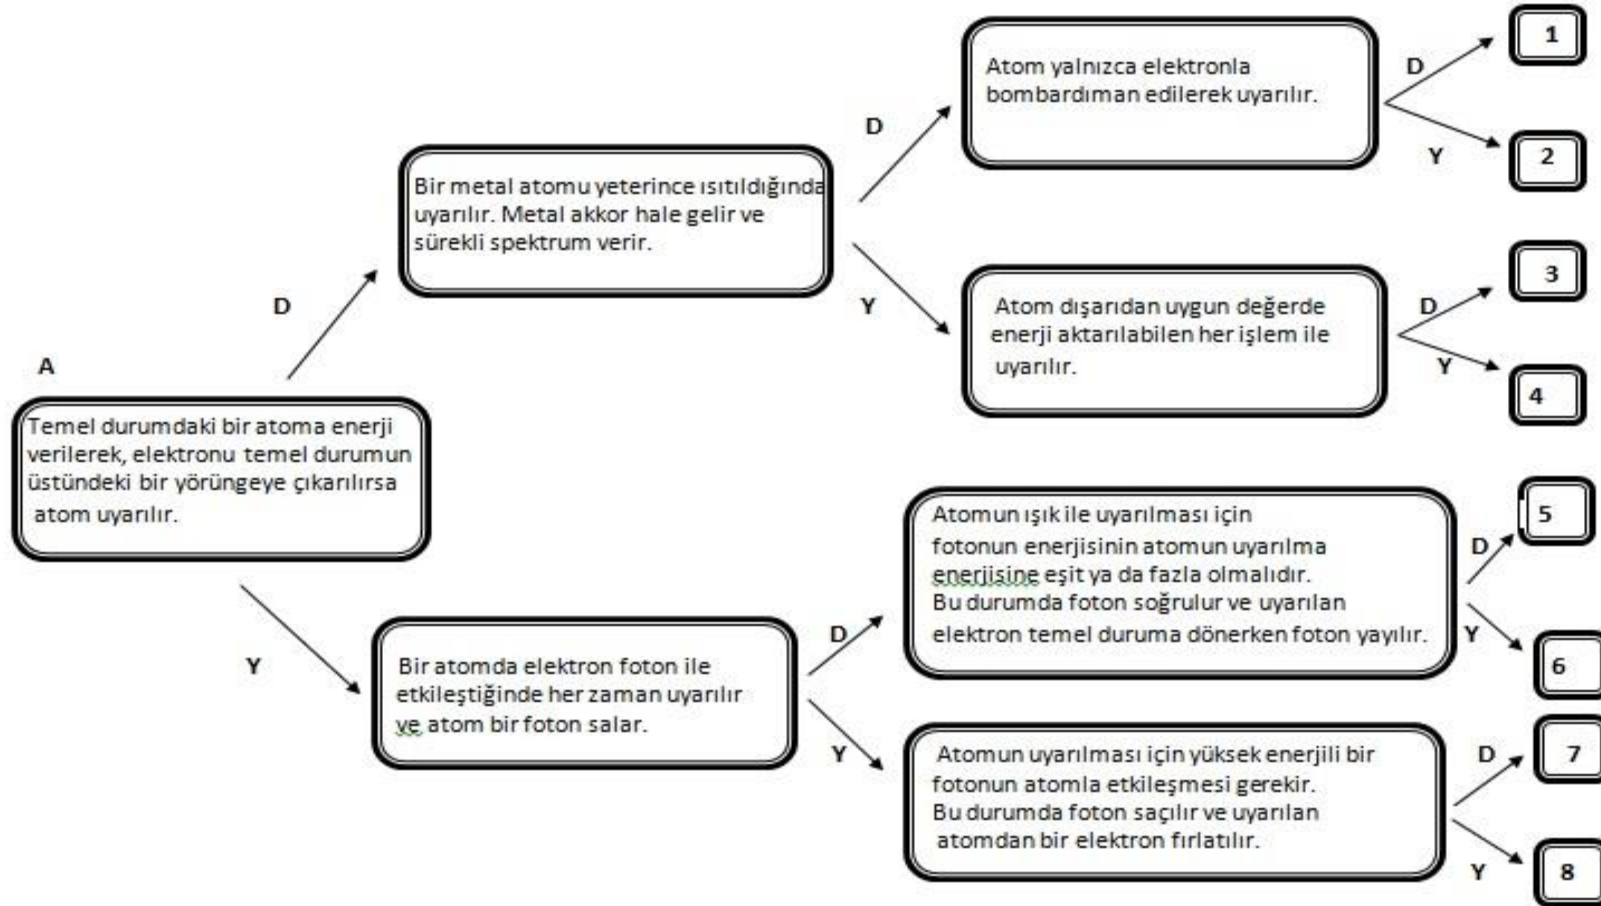 A
Temel durumdaki bir atoma enerji
verilerek, elektronu temel durumun
üstündeki bir yörüngeye çıkarılırsa
atom uyarılır.
D
Y
Bir metal atomu yeterince ısıtıldığında
uyarılır. Metal akkor hale gelir ve
sürekli spektrum verir.
D
Y
Atom yalnızca elektronla
bombardıman edilerek uyarılır.
D
Y
1
2
Atom dışarıdan uygun değerde
enerji aktarılabilen her işlem ile
uyarılır.
D
Y
3
4
Bir atomda elektron foton ile
etkileştiğinde her zaman uyarılır
ve atom bir foton salar.
D
Y
Atomun ışık ile uyarılması için
fotonun enerjisinin atomun uyarılma
enerjisine eşit ya da fazla olmalıdır.
Bu durumda foton soğrulur ve uyarılan
elektron temel duruma dönerken foton yayılır.
D
Y
5
6
Atomun uyarılması için yüksek enerjili bir
fotonun atomla etkileşmesi gerekir.
Bu durumda foton saçılır ve uyarılan
atomdan bir elektron fırlatılır.
D
Y
7
8